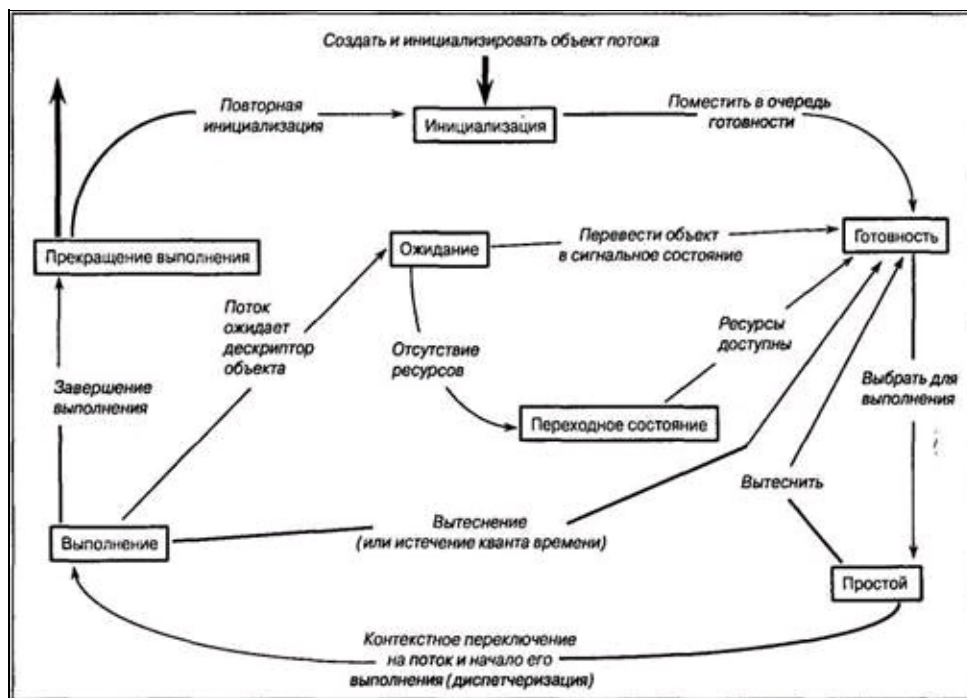 Создать и инициализировать объект потока
Повторная
инициализация
Инициализация
Поместить в очередь
готовности
Прекращение выполнения
Ожидание
Перевести объект
в сигнальное состояние
Готовность
Поток
ожидает
дескриптор
объекта
Отсутствие
ресурсов
Ресурсы
доступны
Завершение
выполнения
Выбрать для
выполнения
Переходное состояние
Вытеснить
Выполнение
Вытеснение
(или истечение кванта времени)
Простой
Контекстное переключение
на поток и начало его
выполнения (диспетчеризация)